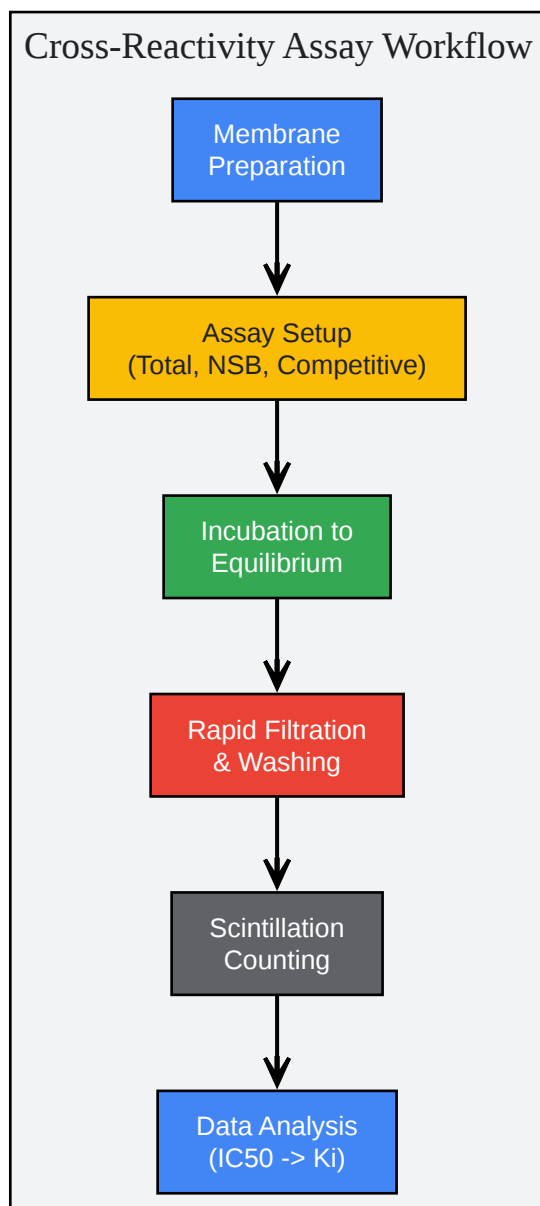 Cross-Reactivity Assay Workflow
Membrane
Preparation
Assay Setup
(Total, NSB, Competitive)
Incubation to
Equilibrium
Rapid Filtration
& Washing
Scintillation
Counting
Data Analysis
(IC50 -> Ki)